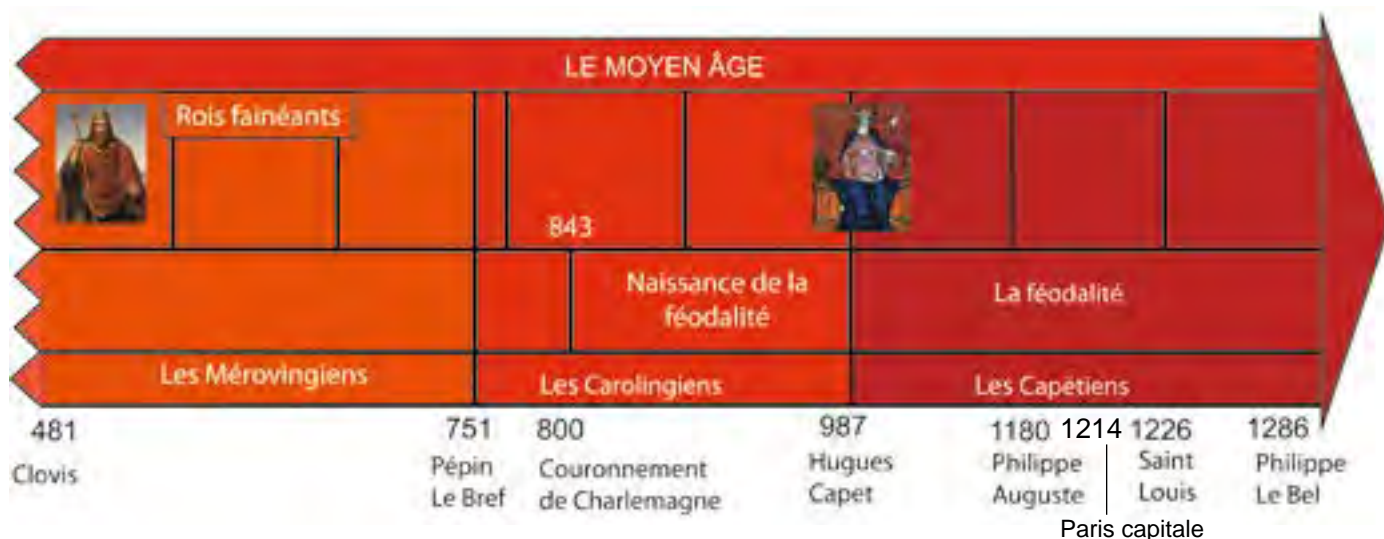 LE MOYEN ÂGE
Rois fainéants
843
Naissance de la
féodalité
La féodalité
Les Mérovingiens
Les Carolingiens
Les Capétiens
481
751
800
987
1180
1214
1226
1286
Clovis
Pépin
Le Bref
Couronnement
de Charlemagne
Hugues
Capet
Philippe
Auguste
Saint
Louis
Philippe
Le Bel
Paris capitale